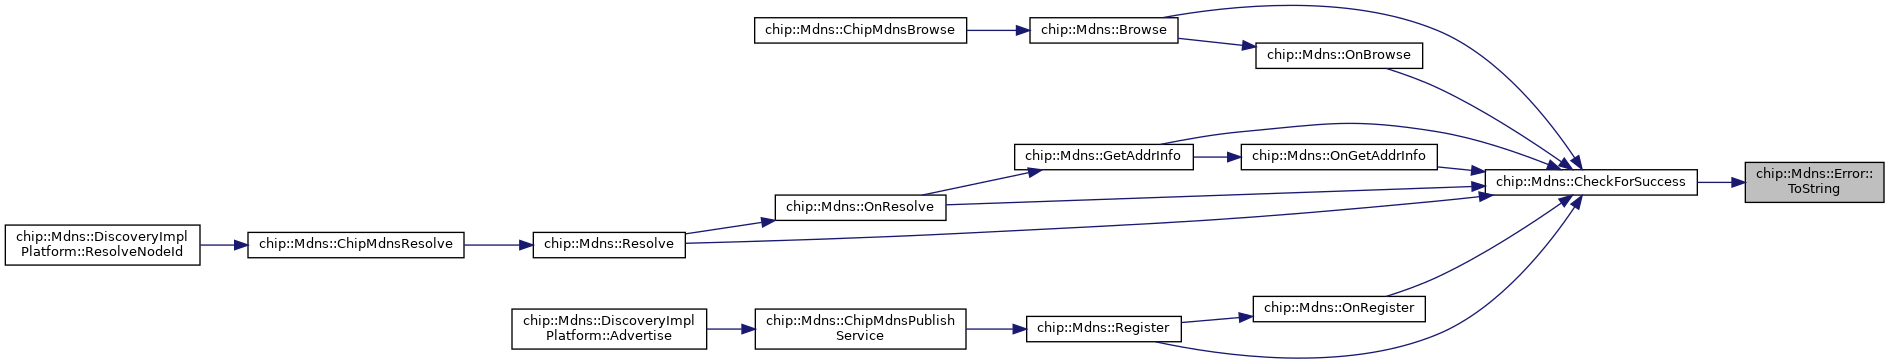 chip::Mdns::ChipMdnsBrowse
chip::Mdns::Browse
chip::Mdns::OnBrowse
chip::Mdns::GetAddrInfo
chip::Mdns::OnGetAddrInfo
chip::Mdns::CheckForSuccess
chip::Mdns::Error::
ToString
chip::Mdns::OnResolve
chip::Mdns::DiscoveryImpl
Platform::ResolveNodeId
chip::Mdns::ChipMdnsResolve
chip::Mdns::Resolve
chip::Mdns::OnRegister
chip::Mdns::DiscoveryImpl
Platform::Advertise
chip::Mdns::ChipMdnsPublish
Service
chip::Mdns::Register